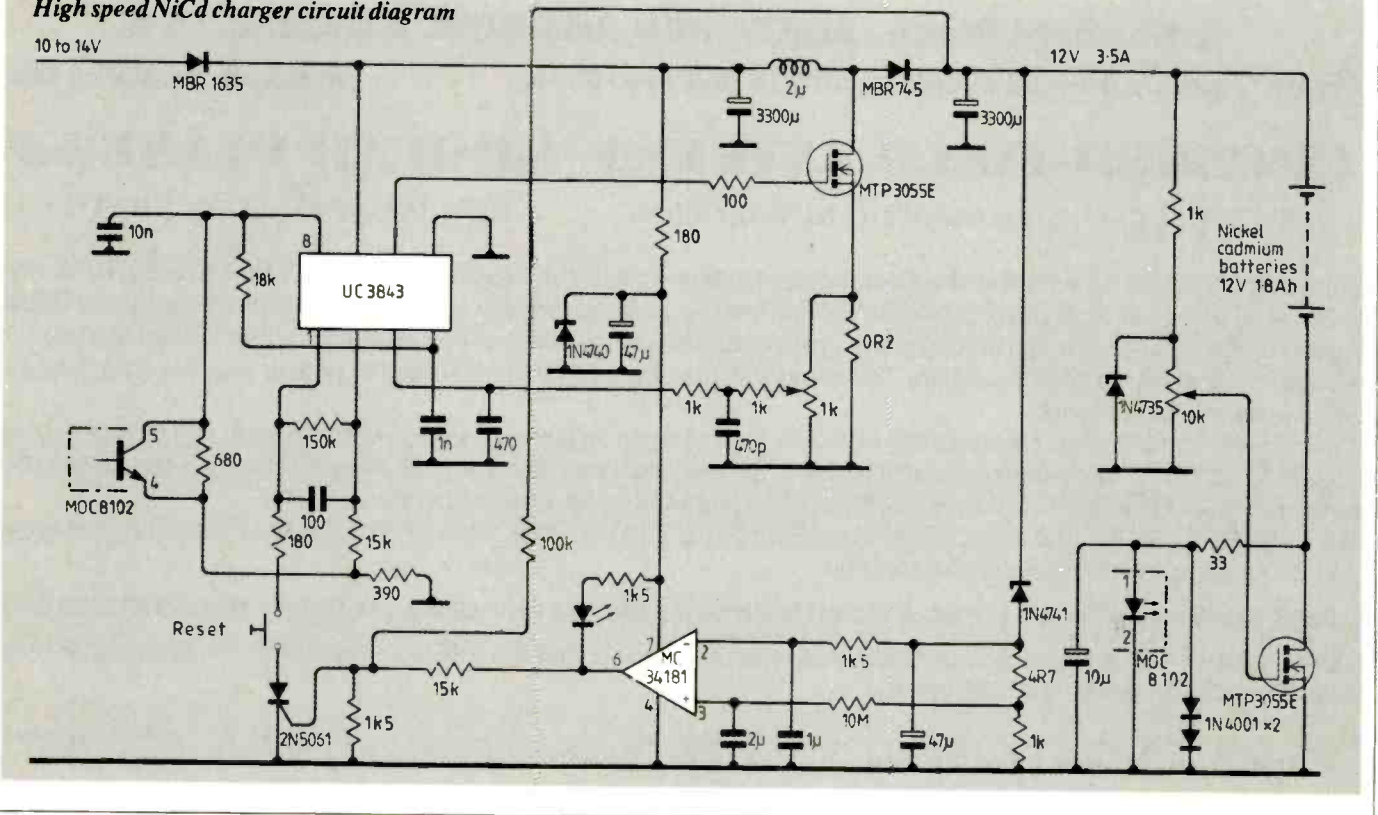 High speed NiCd charger circuit diagram
10 to 14V
MBR 1635
2µ
MBR745
12V 3·5A
3300µ
3300µ
MTP3055E
100
10n
8
18k
UC3843
180
1k
Nickel
cadmium
batteries
12V 1·8Ah
1N4740
47µ
0R2
1k
1k
1k
470p
1N4735
10k
5
4
MOC8102
680
150k
1n
470
100
180
15k
390
100k
Reset
1k5
1N4741
33
1
2
MOC
8102
10µ
15k
6
7
MC
34181
4
2
3
1k5
4R7
10M
1k
2µ
1µ
47µ
2N5061
1k5
MTP3055E
1N4001 ×2